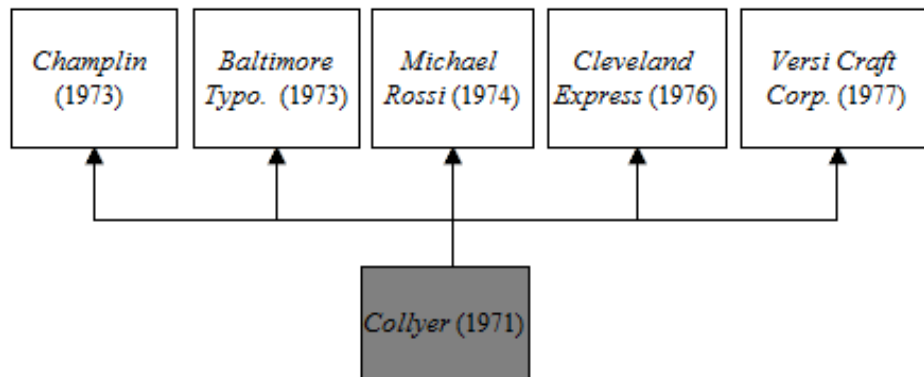 Champlin
(1973)
Baltimore
Typo. (1973)
Michael
Rossi (1974)
Cleveland
Express (1976)
Versi Craft
Corp. (1977)
Collyer (1971)